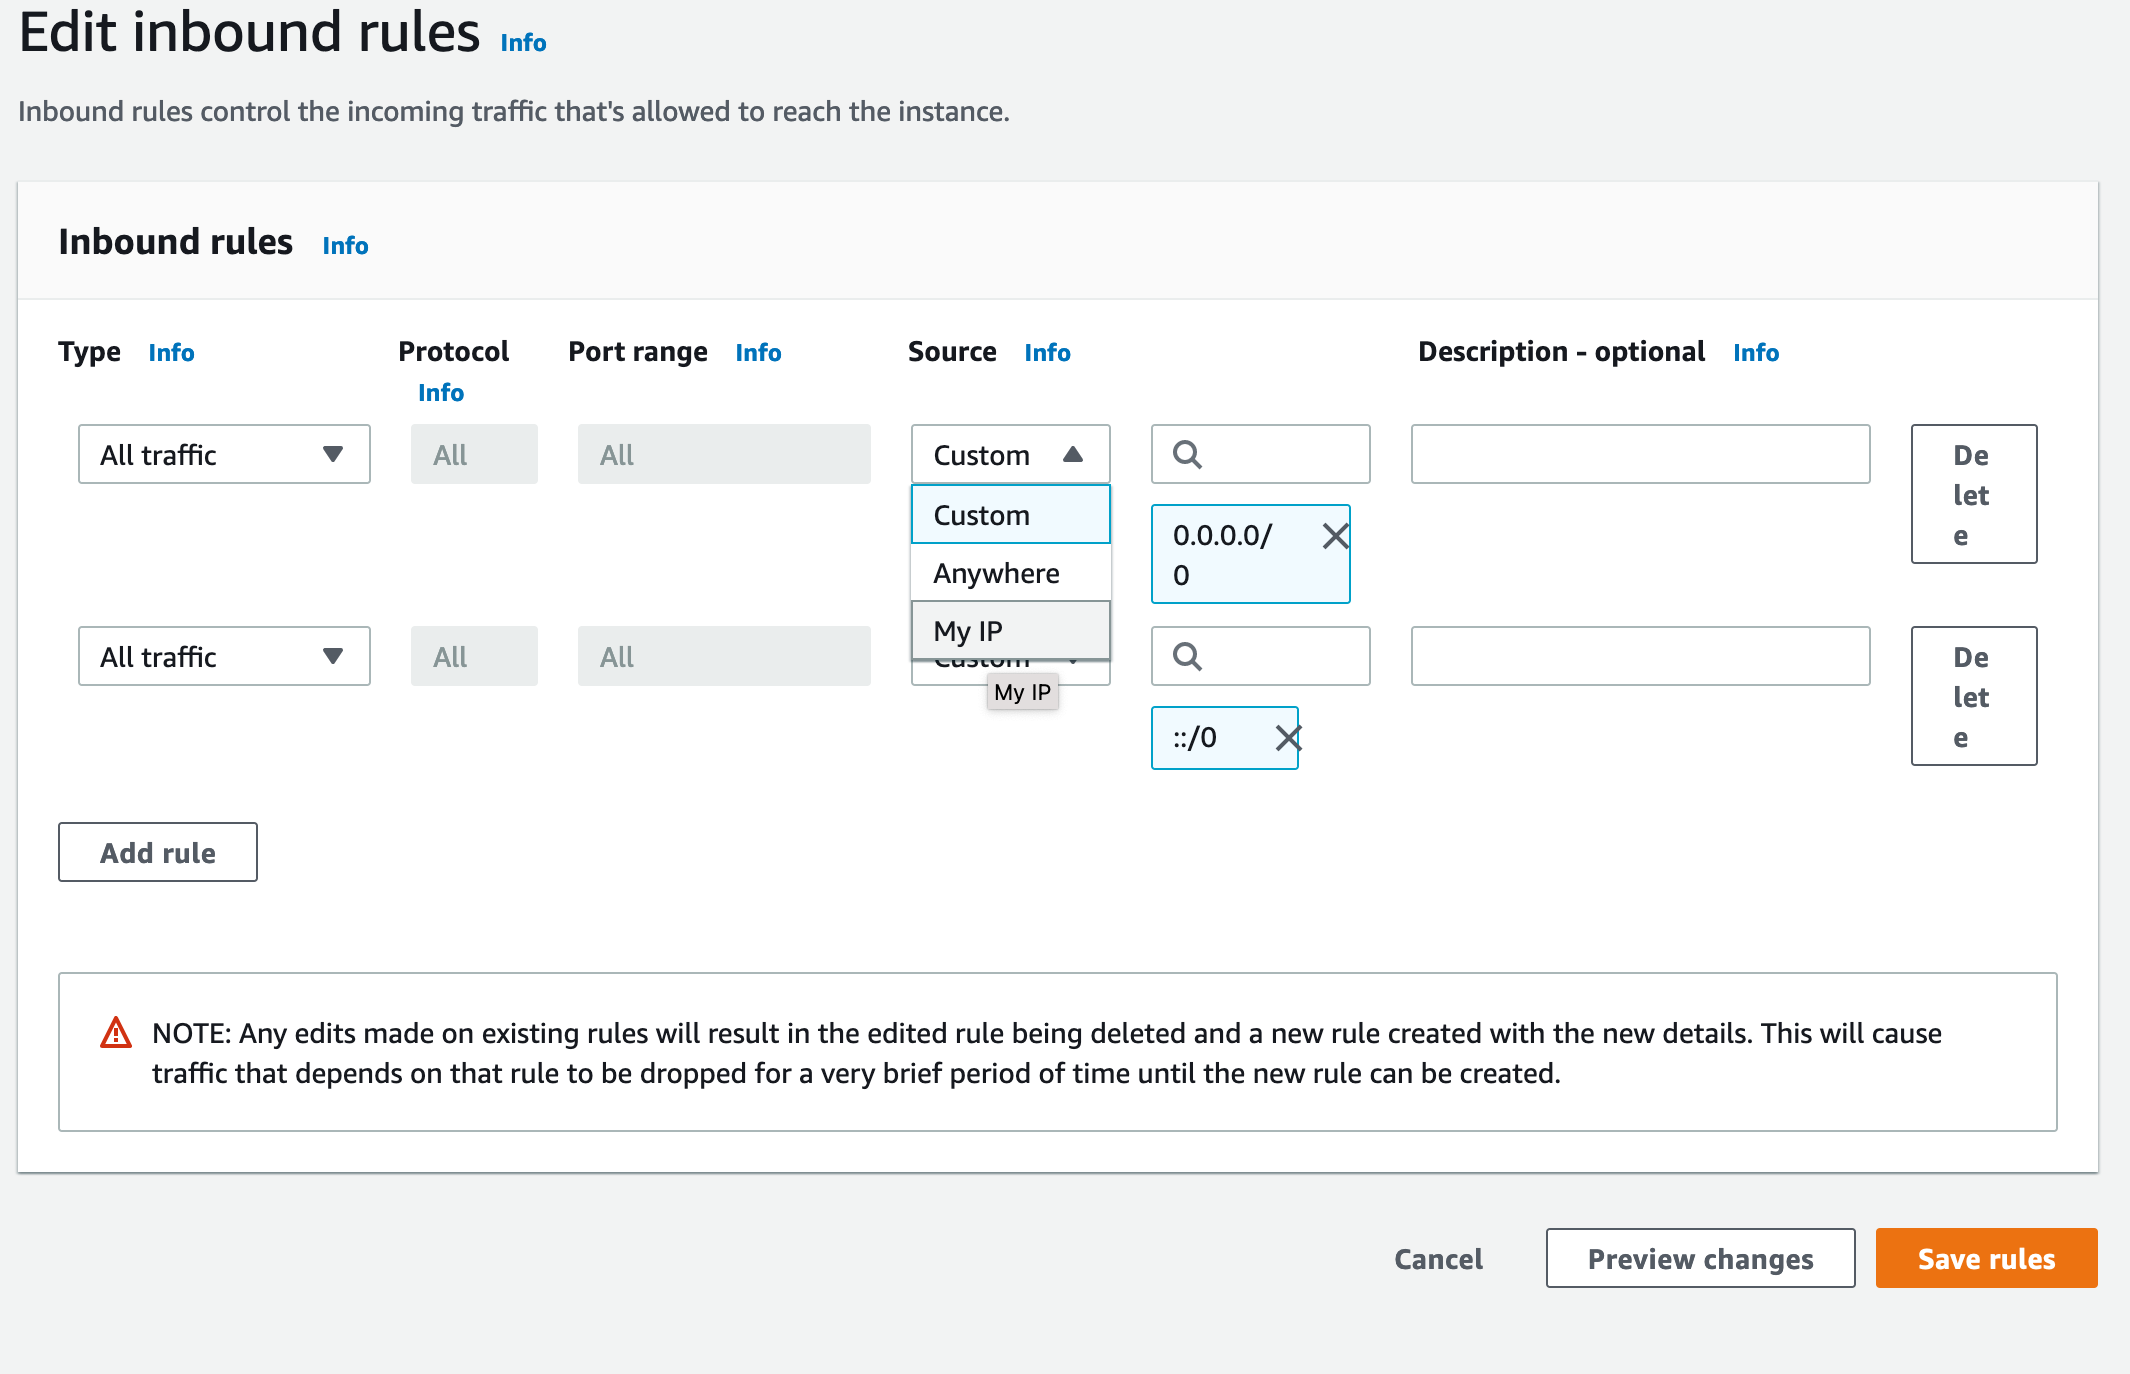 Edit inbound rules Info
Inbound rules control the incoming traffic that's allowed to reach the instance.
Inbound rules Info
Type Info Protocol Port range Info Source Info Description - optional Info
Info
All traffic All All Custom De
let
e
Custom
Anywhere
My IP
0.0.0.0/
0
All traffic All All Custom De
let
e
My IP
::/0
Add rule
NOTE: Any edits made on existing rules will result in the edited rule being deleted and a new rule created with the new details. This will cause
traffic that depends on that rule to be dropped for a very brief period of time until the new rule can be created.
Cancel Preview changes Save rules